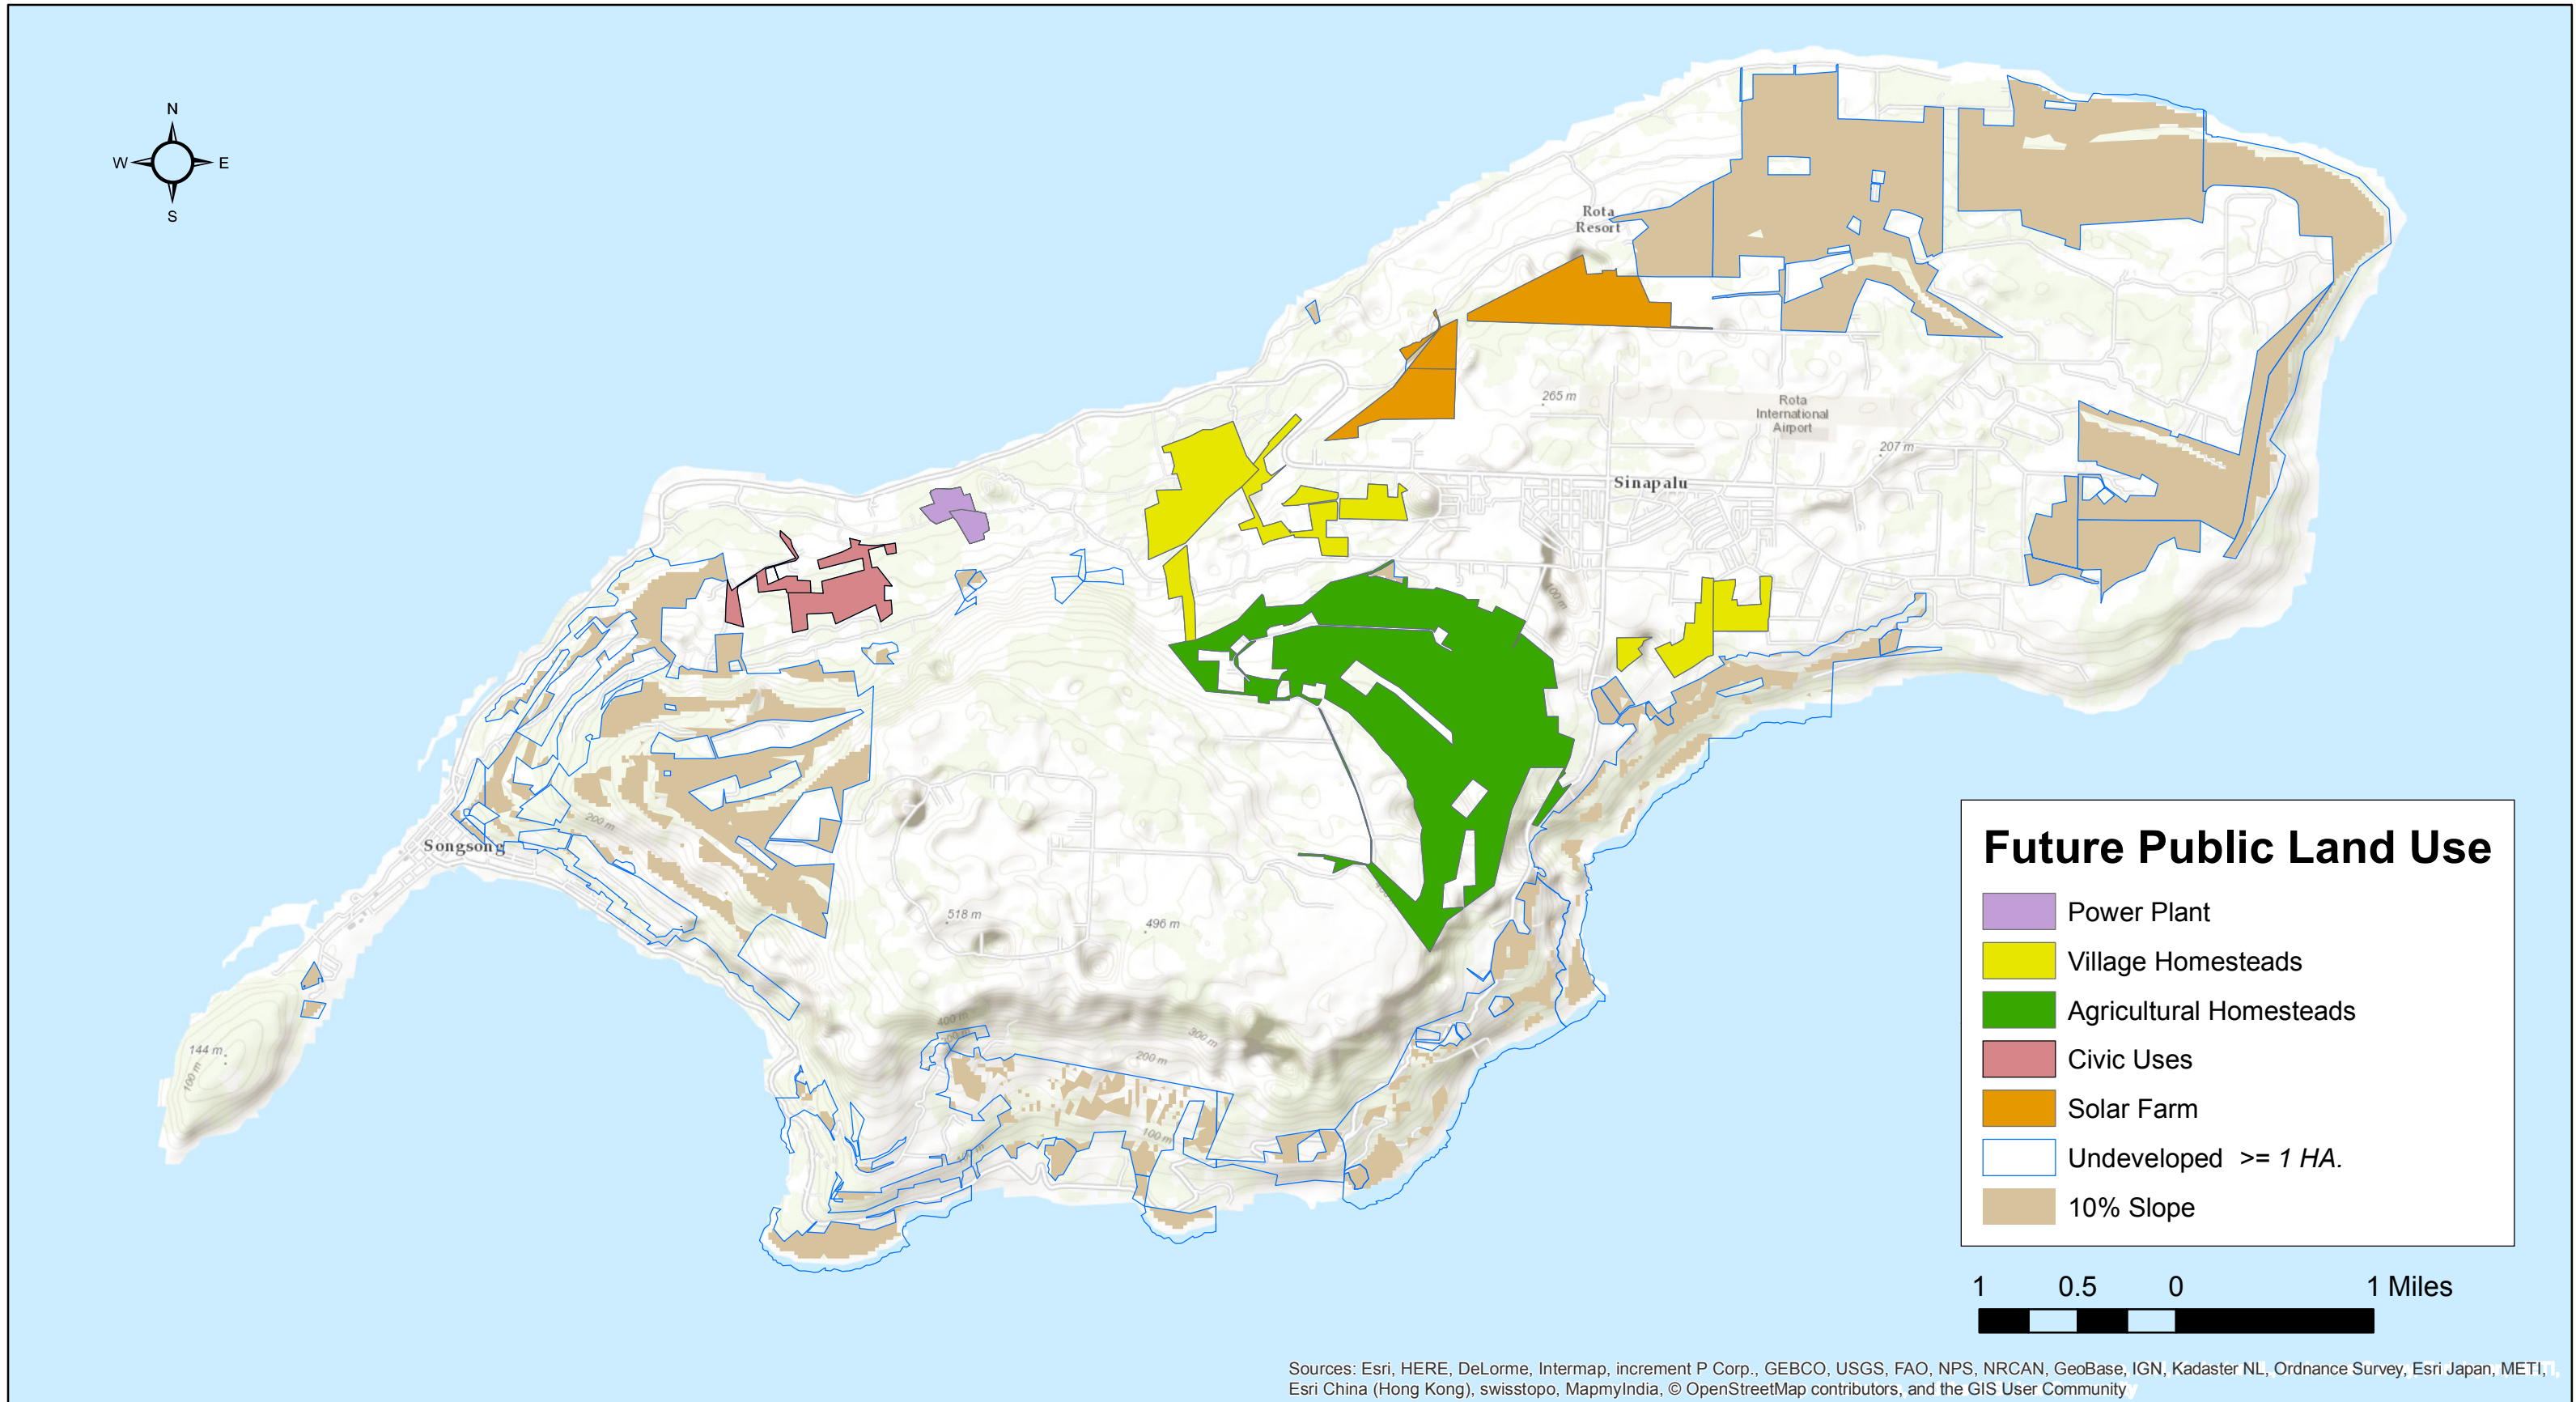 N
W E
S
Rota
Resort
265 m
Rota
International
Airport
207 m
Sinapalu
Songsong
200 m
518 m
496 m
400 m
300 m
200 m
100 m
144 m
100 m
Future Public Land Use
Power Plant
Village Homesteads
Agricultural Homesteads
Civic Uses
Solar Farm
Undeveloped >= 1 HA.
10% Slope
1 0.5 0 1 Miles
Sources: Esri, HERE, DeLorme, Intermap, increment P Corp., GEBCO, USGS, FAO, NPS, NRCAN, GeoBase, IGN, Kadaster NL, Ordnance Survey, Esri Japan, METI,
Esri China (Hong Kong), swisstopo, MapmyIndia, © OpenStreetMap contributors, and the GIS User Community